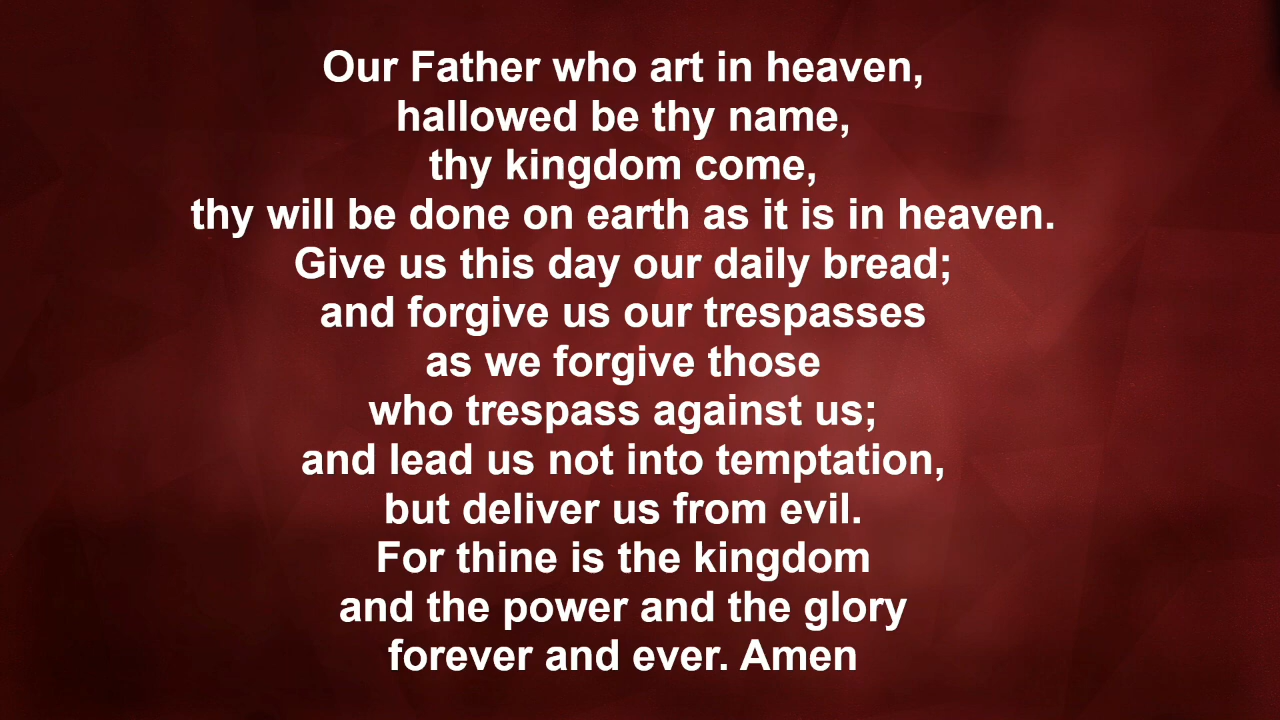 Our Father who art in heaven,
hallowed be thy name,
thy kingdom come,
thy will be done on earth as it is in heaven.
Give us this day our daily bread;
and forgive us our trespasses
as we forgive those
who trespass against us;
and lead us not into temptation,
but deliver us from evil.
For thine is the kingdom
and the power and the glory
forever and ever. Amen